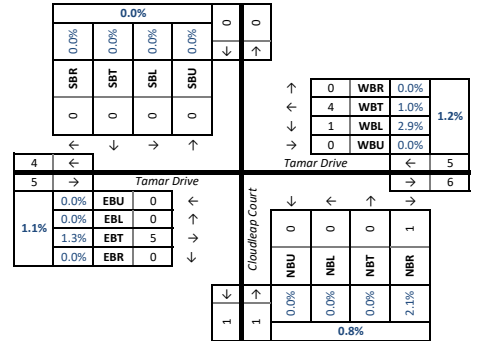 0.0%
0 0
0.0% 0.0% 0.0% 0.0%
↓ ↑
SBR SBT SBL SBU
0 0 0 0
← ↓ → ↑
↑ 0 WBR 0.0%
← 4 WBT 1.0%
↓ 1 WBL 2.9%
→ 0 WBU 0.0%
1.2%
4 ←
Tamar Drive ← 5
5 → Tamar Drive
→ 6
1.1%
0.0% EBU 0 ←
0.0% EBL 0 ↑
1.3% EBT 5 →
0.0% EBR 0 ↓
Cloudleap Court
↓ ← ↑ →
0 0 0 1
NBU NBL NBT NBR
↓ ↑
0.0% 0.0% 0.0% 2.1%
1 1
0.8%